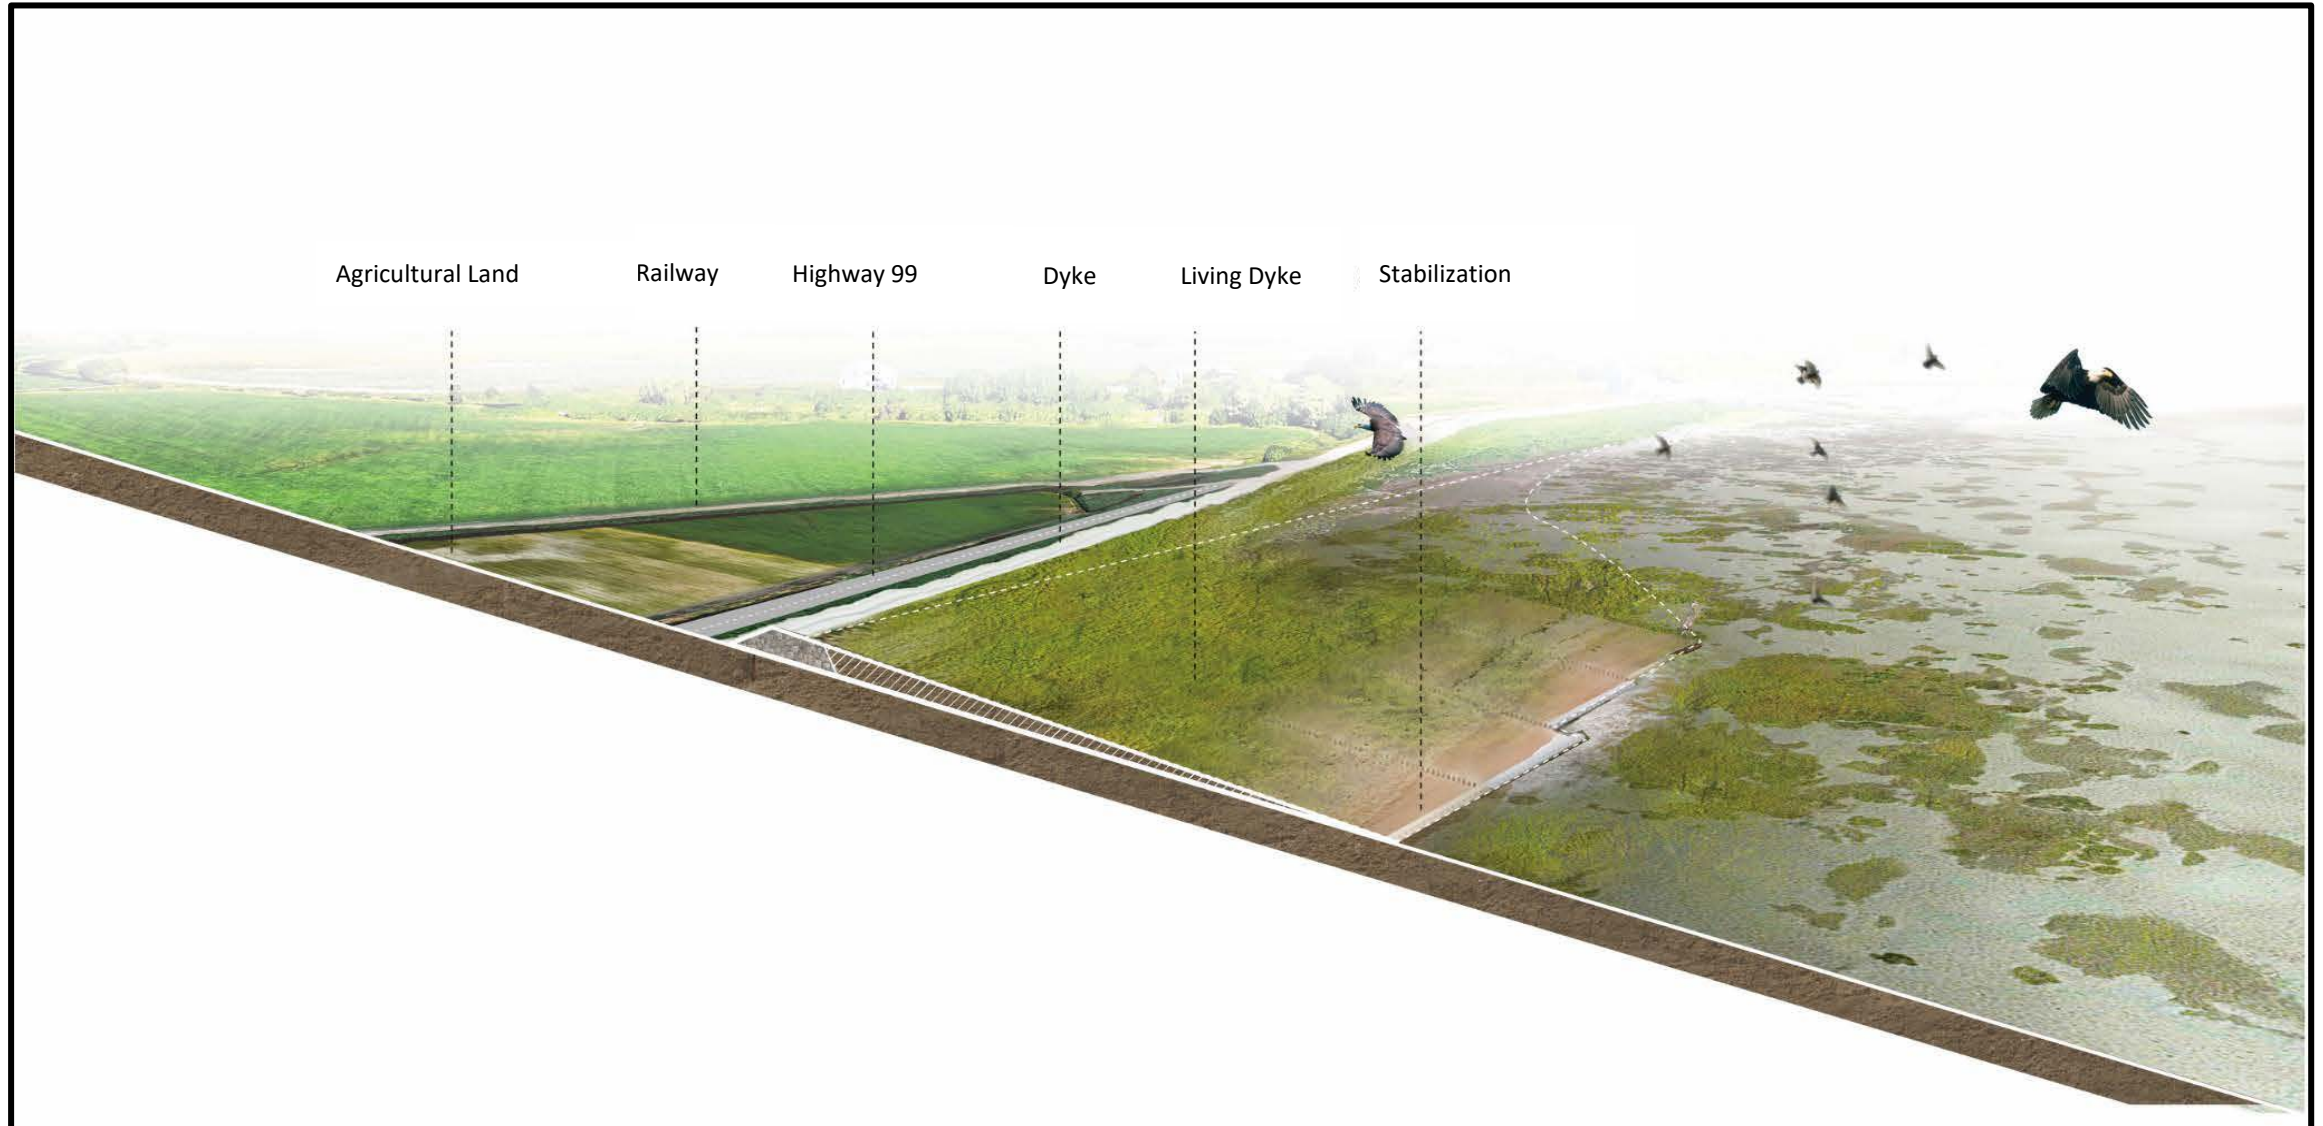 Agricultural Land
Railway
Highway 99
Dyke
Living Dyke
Stabilization